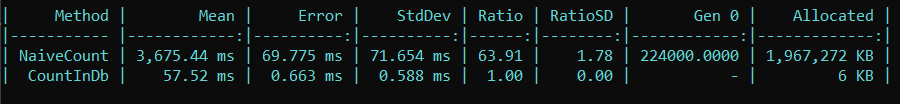 | Method | Mean | Error | StdDev | Ratio | RatioSD | Gen 0 | Allocated |
|----------- |------------:|----------:|----------:|------:|--------:|------------:|-------------:|
| NaiveCount | 3,675.44 ms | 69.775 ms | 71.654 ms | 63.91 | 1.78 | 224000.0000 | 1,967,272 KB |
| CountInDb | 57.52 ms | 0.663 ms | 0.588 ms | 1.00 | 0.00 | - | 6 KB |